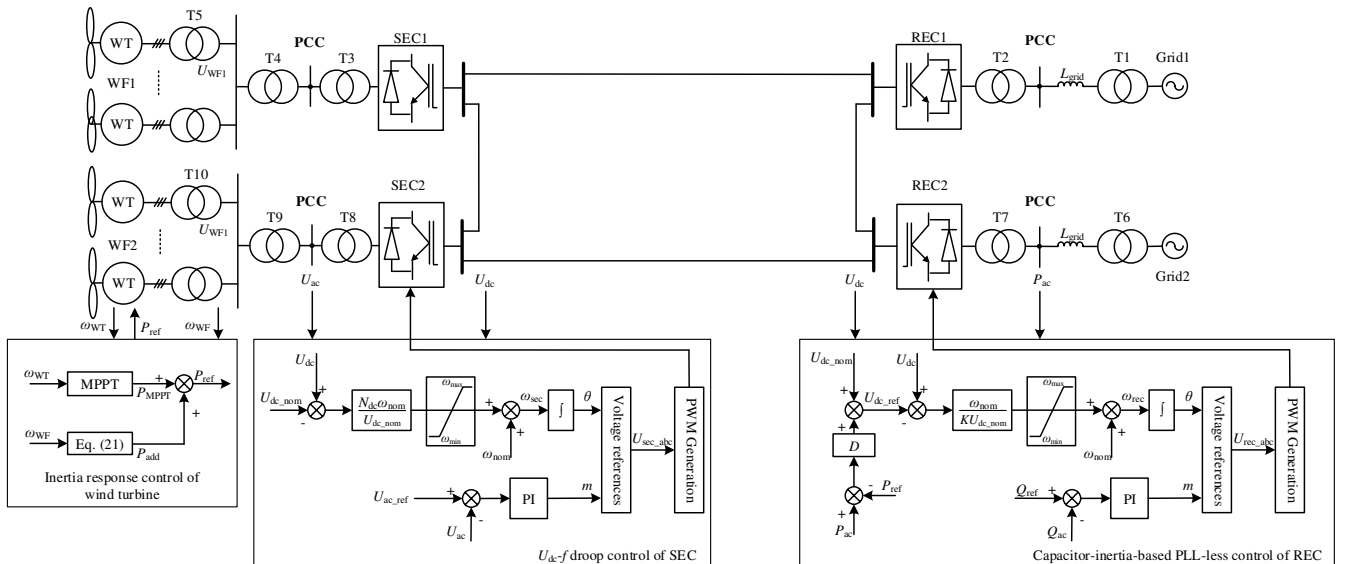 T5
WT
U_WF1
WF1
WT
T4
PCC
T3
SEC1
REC1
T2
PCC
L_grid
T1
Grid1
T10
WT
U_WF1
WF2
WT
T9
PCC
T8
SEC2
REC2
T7
PCC
L_grid
T6
Grid2
ω_WT
P_ref
ω_WF
U_ac
U_dc
U_dc
P_ac
ω_WT
MPPT
P_MPPT
+
P_ref
+
ω_WF
Eq. (21)
P_add
Inertia response control of
wind turbine
U_dc
+
U_dc_nom
-
N_dc ω_nom
U_dc_nom
ω_max
ω_min
+
ω_sec
+
ω_nom
∫
θ
Voltage references
U_sec_abc
PWM Generation
U_ac_ref
+
-
U_ac
PI
m
U_dc-f droop control of SEC
U_dc_nom
+
U_dc_ref
+
D
-
P_ref
+
P_ac
U_dc
+
-
ω_nom
KU_dc_nom
ω_max
ω_min
+
ω_rec
+
ω_nom
∫
θ
Voltage references
U_rec_abc
PWM Generation
Q_ref
+
-
Q_ac
PI
m
Capacitor-inertia-based PLL-less control of REC